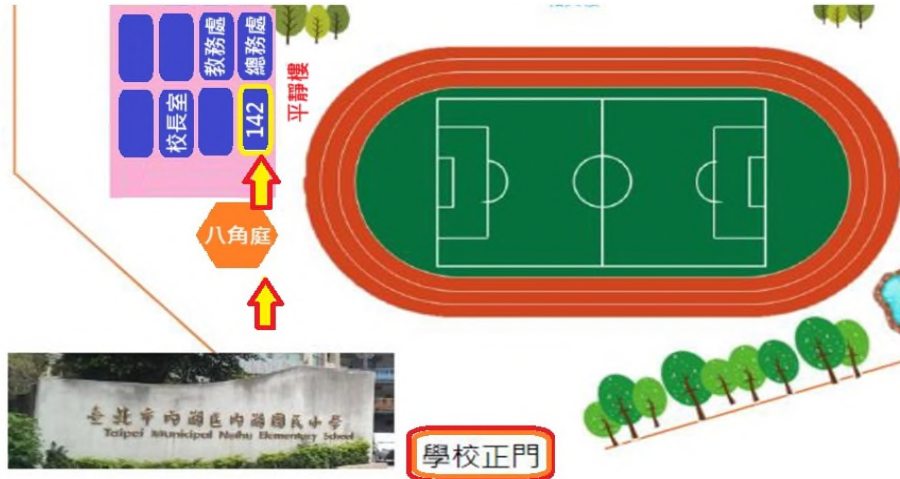 教務處
總務處
校長室
142
平靜樓
八角庭
臺北市內湖區內湖國民小學
Taipei Municipal Neihu Elementary School
學校正門